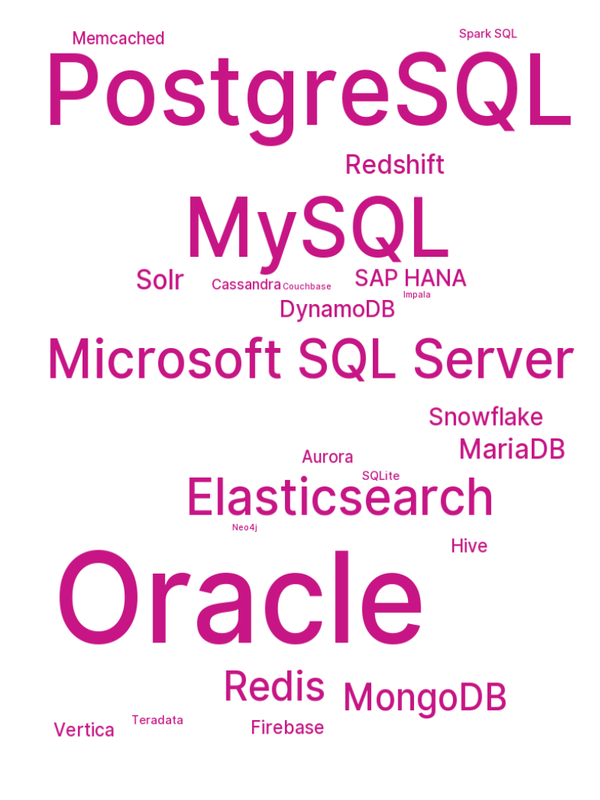 Spark SQL
Memcached
PostgreSQL
Redshift
MySQL
Solr
Cassandra
Couchbase
SAP HANA
Impala
DynamoDB
Microsoft SQL Server
Snowflake
MariaDB
Aurora
SQLite
Elasticsearch
Neo4j
Hive
Oracle
Redis
MongoDB
Teradata
Vertica
Firebase